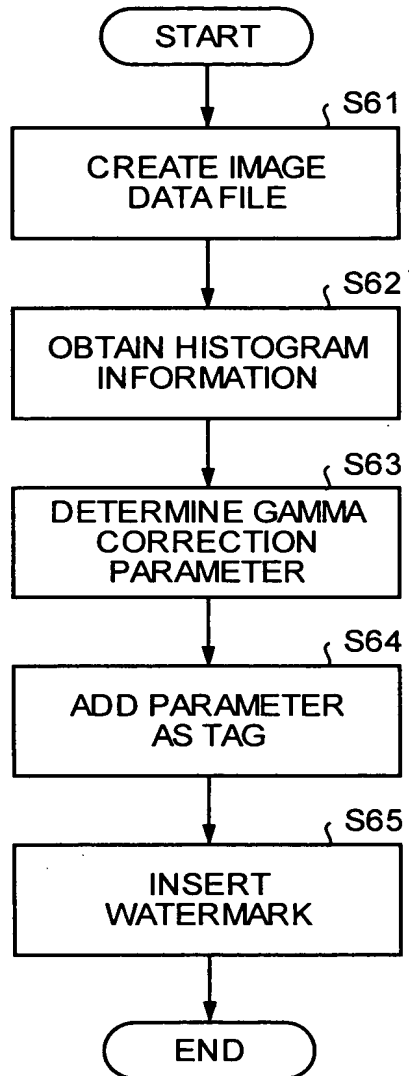 START
S61
CREATE IMAGE
DATA FILE
S62
OBTAIN HISTOGRAM
INFORMATION
S63
DETERMINE GAMMA
CORRECTION
PARAMETER
S64
ADD PARAMETER
AS TAG
S65
INSERT
WATERMARK
END